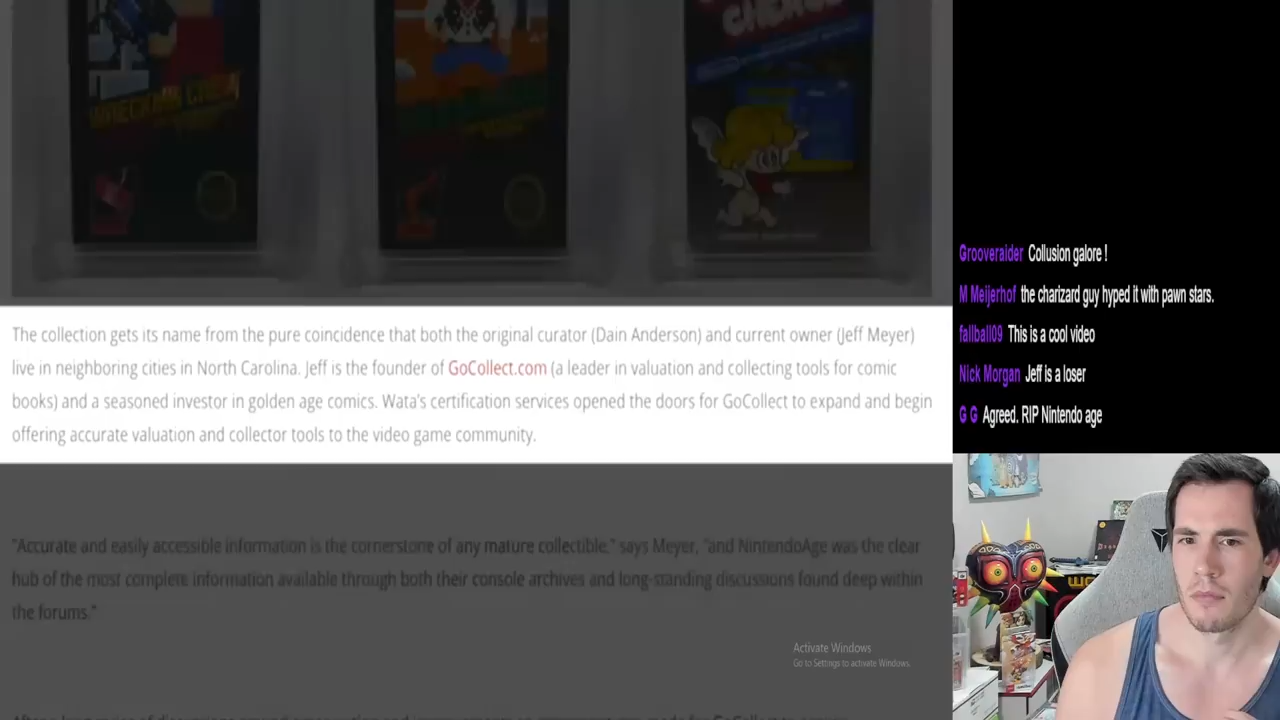 WRECKING CREW
The collection gets its name from the pure coincidence that both the original curator (Dain Anderson) and current owner (Jeff Meyer)
live in neighboring cities in North Carolina. Jeff is the founder of GoCollect.com (a leader in valuation and collecting tools for comic
books) and a seasoned investor in golden age comics. Wata's certification services opened the doors for GoCollect to expand and begin
offering accurate valuation and collector tools to the video game community.
"Accurate and easily accessible information is the cornerstone of any mature collectible," says Meyer, "and NintendoAge was the clear
hub of the most complete information available through both their console archives and long-standing discussions found deep within
the forums."
Activate Windows
Go to Settings to activate Windows.
Grooveraider Collusion galore !
M Meijerhof the charizard guy hyped it with pawn stars.
fallball09 This is a cool video
Nick Morgan Jeff is a loser
G G Agreed. RIP Nintendo age